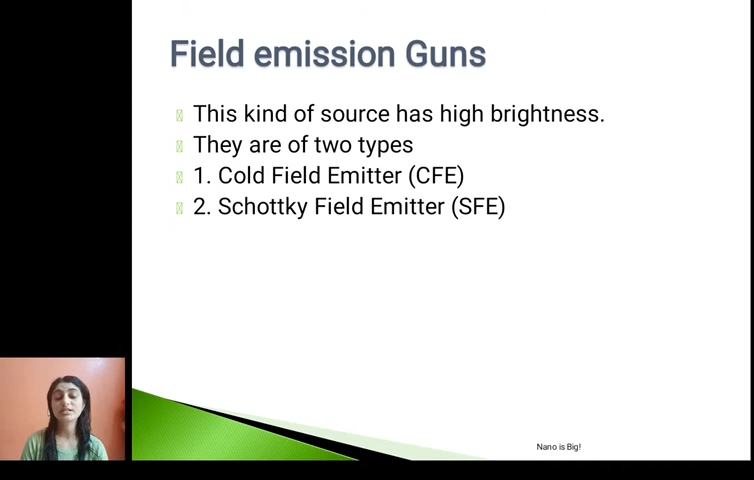 Field emission Guns
This kind of source has high brightness.
They are of two types
1. Cold Field Emitter (CFE)
2. Schottky Field Emitter (SFE)
Nano is Big!